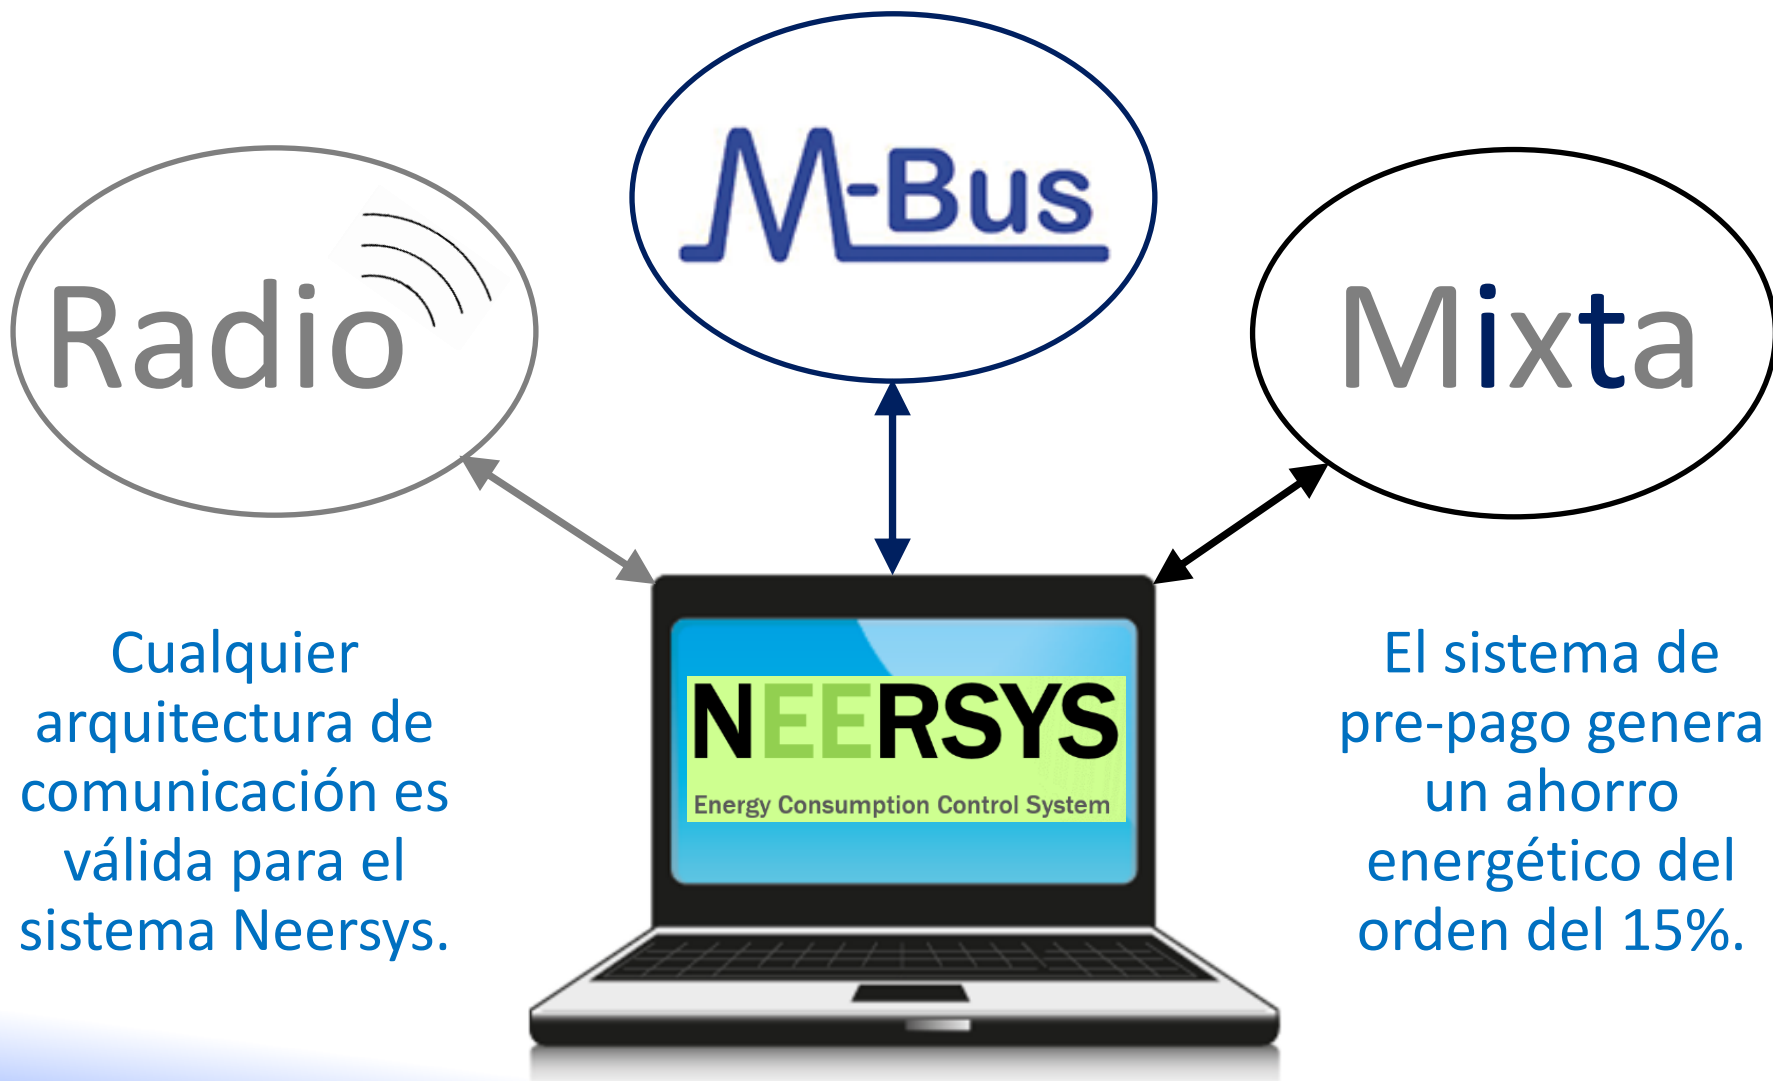 M-Bus
Radio
Mixta
Cualquier
arquitectura de
comunicación es
válida para el
sistema Neersys.
NEERSYS
Energy Consumption Control System
El sistema de
pre-pago genera
un ahorro
energético del
orden del 15%.